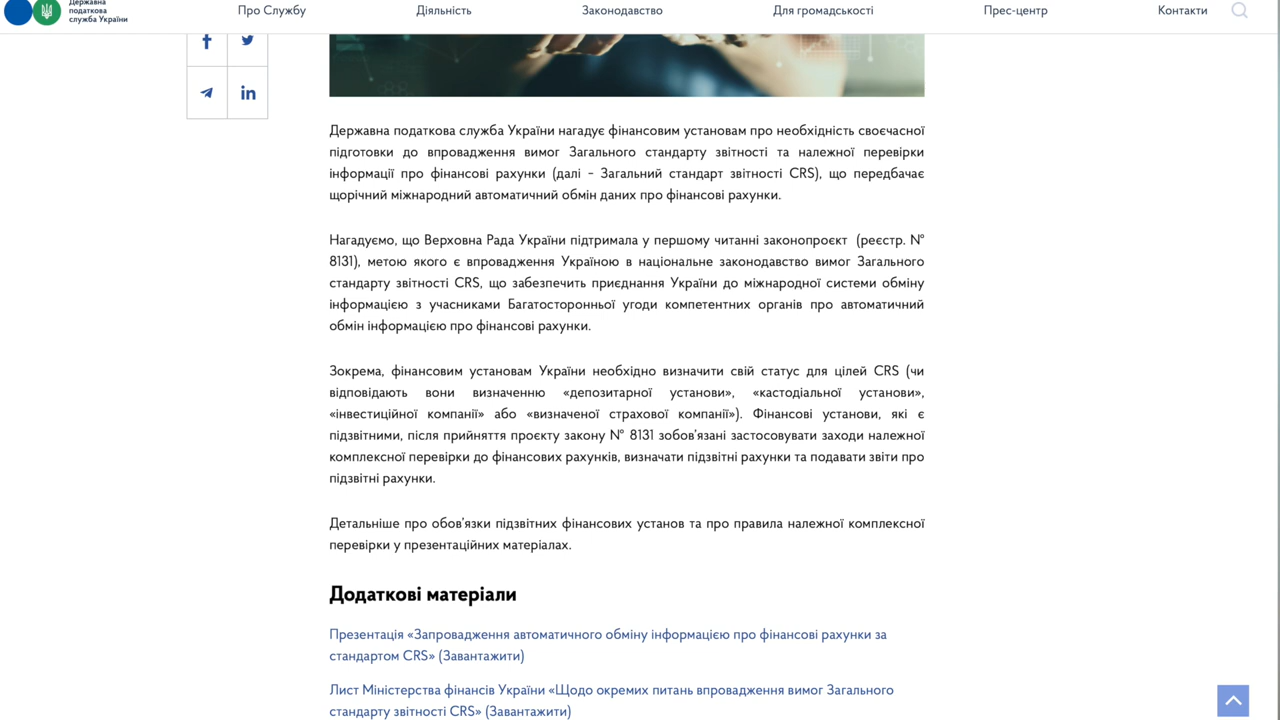 Державна
податкова
служба України
Про Службу
Діяльність
Законодавство
Для громадськості
Прес-центр
Контакти
Державна податкова служба України нагадує фінансовим установам про необхідність своєчасної
підготовки до впровадження вимог Загального стандарту звітності та належної перевірки
інформації про фінансові рахунки (далі – Загальний стандарт звітності CRS), що передбачає
щорічний міжнародний автоматичний обмін даних про фінансові рахунки.
Нагадуємо, що Верховна Рада України підтримала у першому читанні законопроєкт (реєстр. №
8131), метою якого є впровадження Україною в національне законодавство вимог Загального
стандарту звітності CRS, що забезпечить приєднання України до міжнародної системи обміну
інформацією з учасниками Багатосторонньої угоди компетентних органів про автоматичний
обмін інформацією про фінансові рахунки.
Зокрема, фінансовим установам України необхідно визначити свій статус для цілей CRS (чи
відповідають вони визначенню «депозитарної установи», «кастодіальної установи»,
«інвестиційної компанії» або «визначеної страхової компанії»). Фінансові установи, які є
підзвітними, після прийняття проєкту закону № 8131 зобов’язані застосовувати заходи належної
комплексної перевірки до фінансових рахунків, визначати підзвітні рахунки та подавати звіти про
підзвітні рахунки.
Детальніше про обов’язки підзвітних фінансових установ та про правила належної комплексної
перевірки у презентаційних матеріалах.
Додаткові матеріали
Презентація «Запровадження автоматичного обміну інформацією про фінансові рахунки за
стандартом CRS» (Завантажити)
Лист Міністерства фінансів України «Щодо окремих питань впровадження вимог Загального
стандарту звітності CRS» (Завантажити)